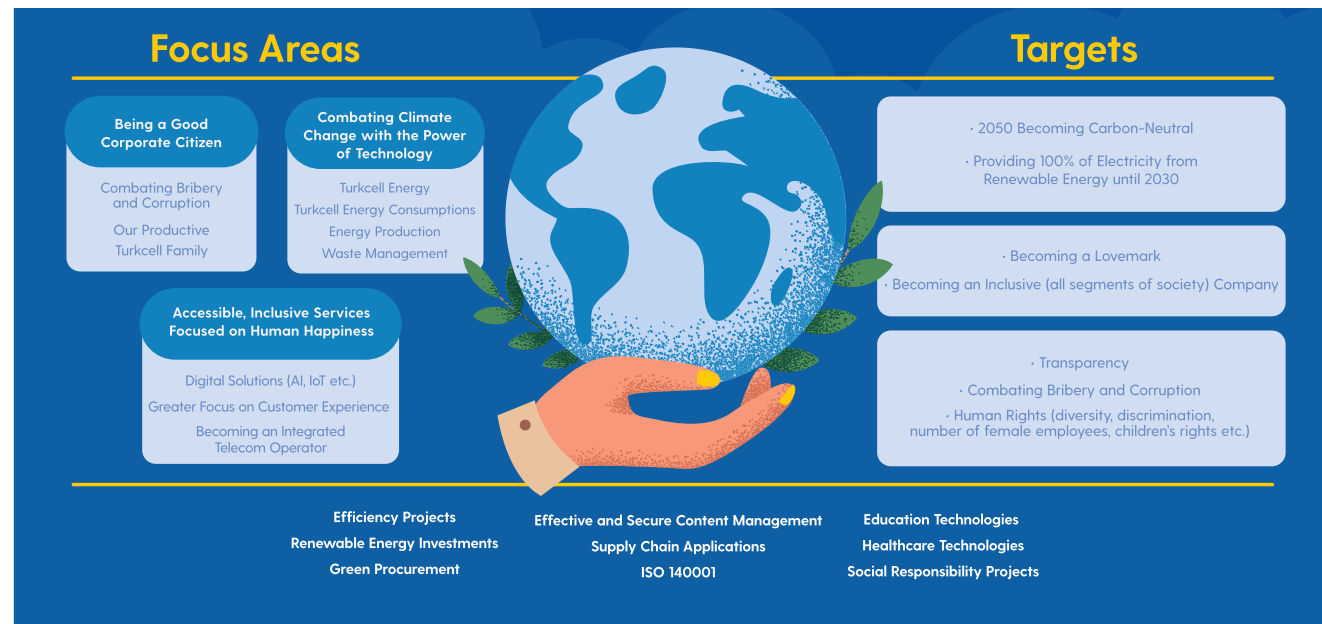 Focus Areas
Being a Good
Corporate Citizen
Combating Bribery
and Corruption
Our Productive
Turkcell Family
Combating Climate
Change with the Power
of Technology
Turkcell Energy
Turkcell Energy Consumptions
Energy Production
Waste Management
Accessible, Inclusive Services
Focused on Human Happiness
Digital Solutions (AI, IoT etc.)
Greater Focus on Customer Experience
Becoming an Integrated
Telecom Operator
Targets
· 2050 Becoming Carbon-Neutral
· Providing 100% of Electricity from
Renewable Energy until 2030
· Becoming a Lovemark
· Becoming an Inclusive (all segments of society) Company
· Transparency
· Combating Bribery and Corruption
· Human Rights (diversity, discrimination,
number of female employees, children's rights etc.)
Efficiency Projects
Renewable Energy Investments
Green Procurement
Effective and Secure Content Management
Supply Chain Applications
ISO 140001
Education Technologies
Healthcare Technologies
Social Responsibility Projects